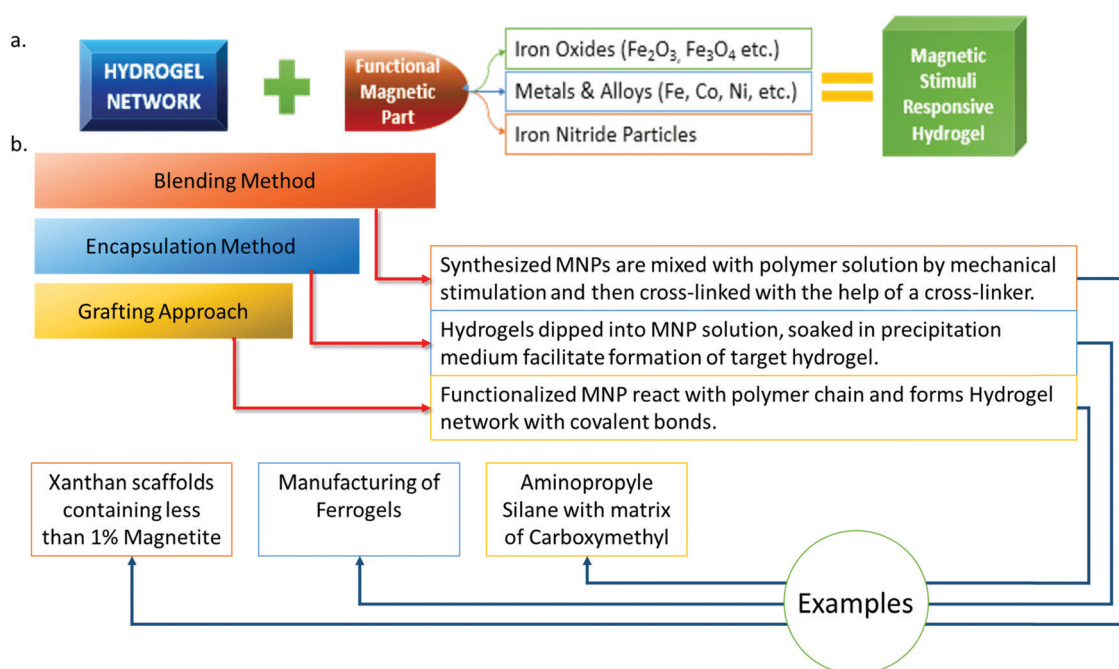 a.
HYDROGEL
NETWORK
Functional
Magnetic
Part
Iron Oxides (Fe₂O₃, Fe₃O₄ etc.)
Metals & Alloys (Fe, Co, Ni, etc.)
Iron Nitride Particles
Magnetic
Stimuli
Responsive
Hydrogel
b.
Blending Method
Encapsulation Method
Grafting Approach
Synthesized MNPs are mixed with polymer solution by mechanical
stimulation and then cross-linked with the help of a cross-linker.
Hydrogels dipped into MNP solution, soaked in precipitation
medium facilitate formation of target hydrogel.
Functionalized MNP react with polymer chain and forms Hydrogel
network with covalent bonds.
Xanthan scaffolds
containing less
than 1% Magnetite
Manufacturing of
Ferrogels
Aminopropyle
Silane with matrix
of Carboxymethyl
Examples